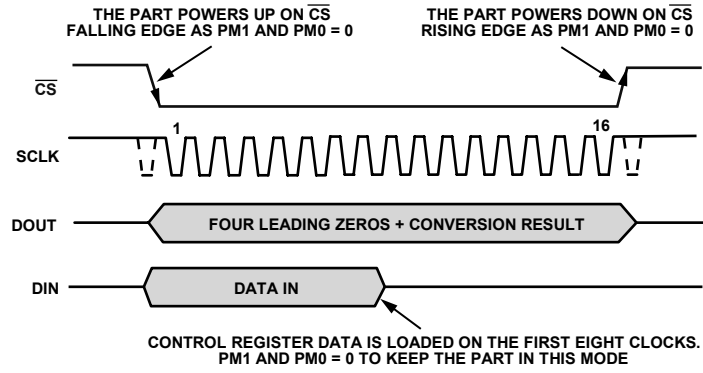 THE PART POWERS UP ON CS
FALLING EDGE AS PM1 AND PM0 = 0
THE PART POWERS DOWN ON CS
RISING EDGE AS PM1 AND PM0 = 0
CS
1
16
SCLK
DOUT
FOUR LEADING ZEROS + CONVERSION RESULT
DIN
DATA IN
CONTROL REGISTER DATA IS LOADED ON THE FIRST EIGHT CLOCKS.
PM1 AND PM0 = 0 TO KEEP THE PART IN THIS MODE